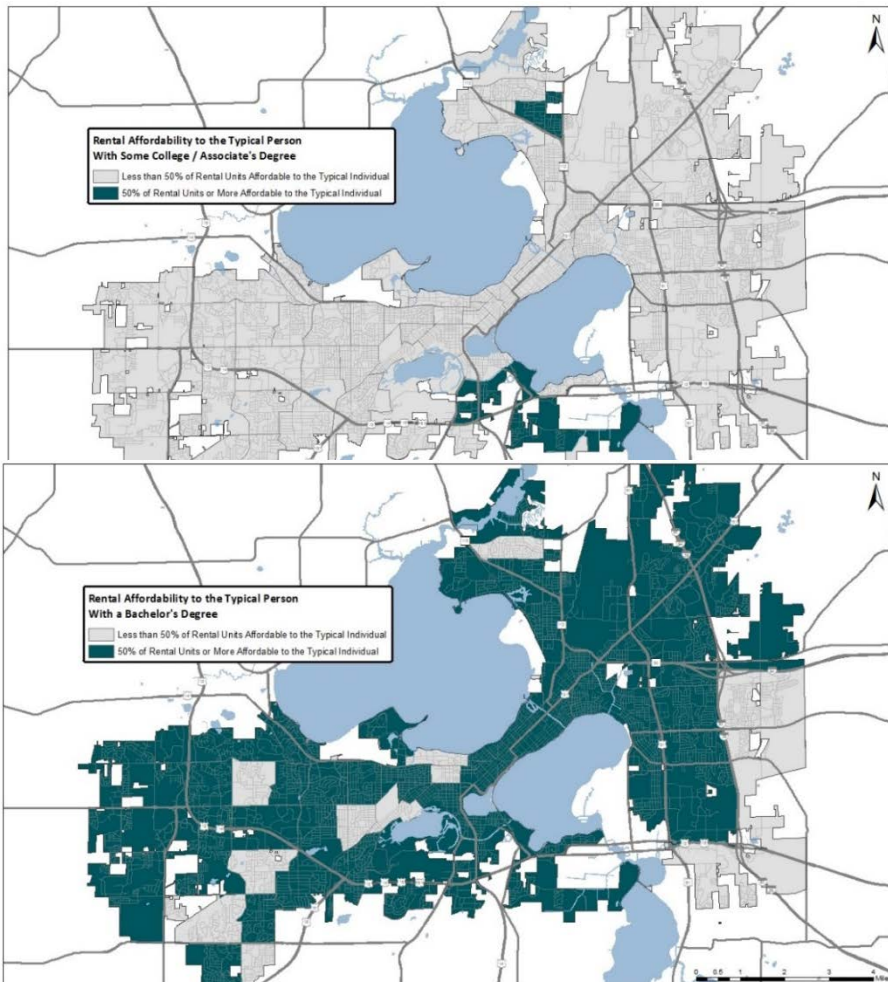 N
Rental Affordability to the Typical Person
With Some College / Associate's Degree
Less than 50% of Rental Units Affordable to the Typical Individual
50% of Rental Units or More Affordable to the Typical Individual
N
Rental Affordability to the Typical Person
With a Bachelor's Degree
Less than 50% of Rental Units Affordable to the Typical Individual
50% of Rental Units or More Affordable to the Typical Individual
0 0.5 1 2 3 4